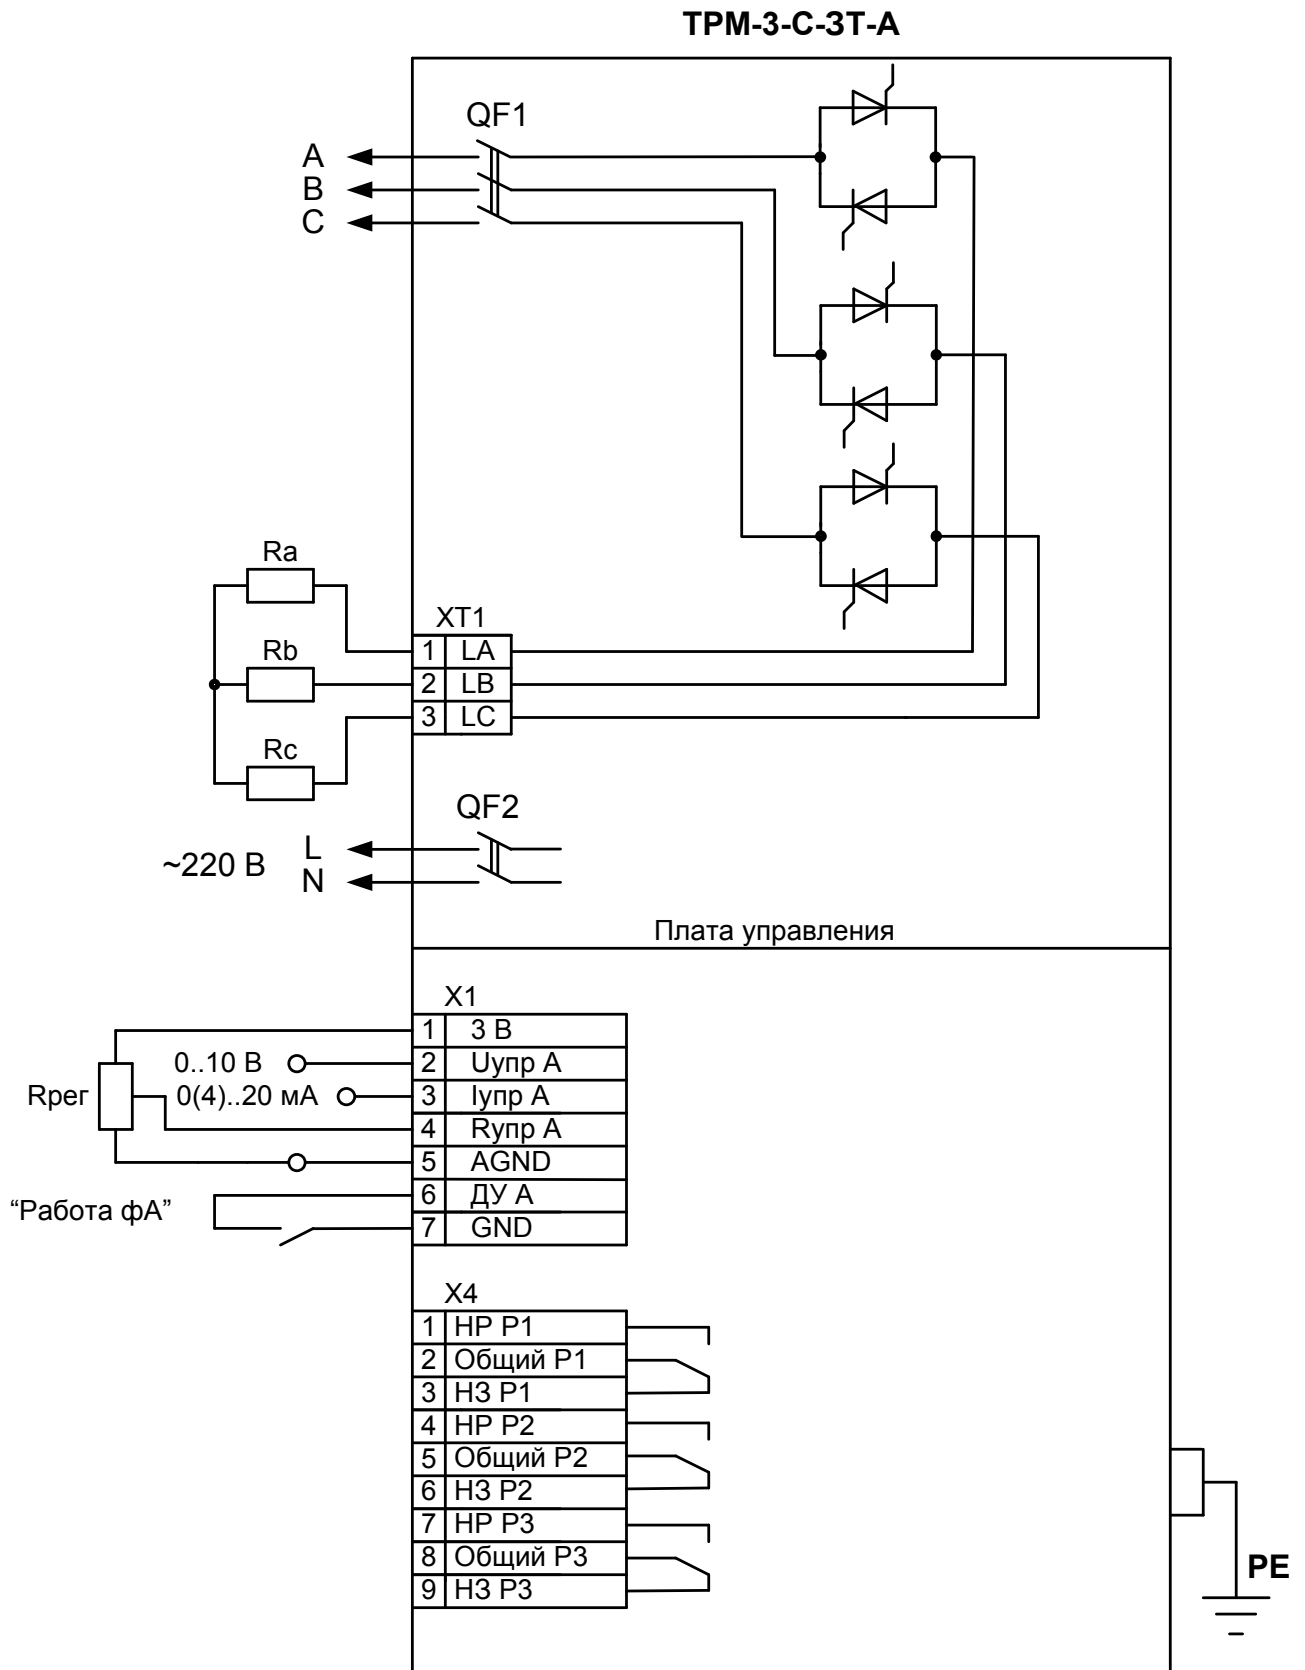 ТРМ-3-С-3Т-А
QF1
A
B
C
Ra
XT1
1 LA
Rb
2 LB
3 LC
Rc
QF2
~220 В
L
N
Плата управления
X1
1 3 В
0..10 В
2 Uупр А
Rрег
0(4)..20 мА
3 Iупр А
4 Rупр А
5 AGND
“Работа фА”
6 ДУ А
7 GND
X4
1 НР Р1
2 Общий Р1
3 НЗ Р1
4 НР Р2
5 Общий Р2
6 НЗ Р2
7 НР Р3
8 Общий Р3
9 НЗ Р3
PE